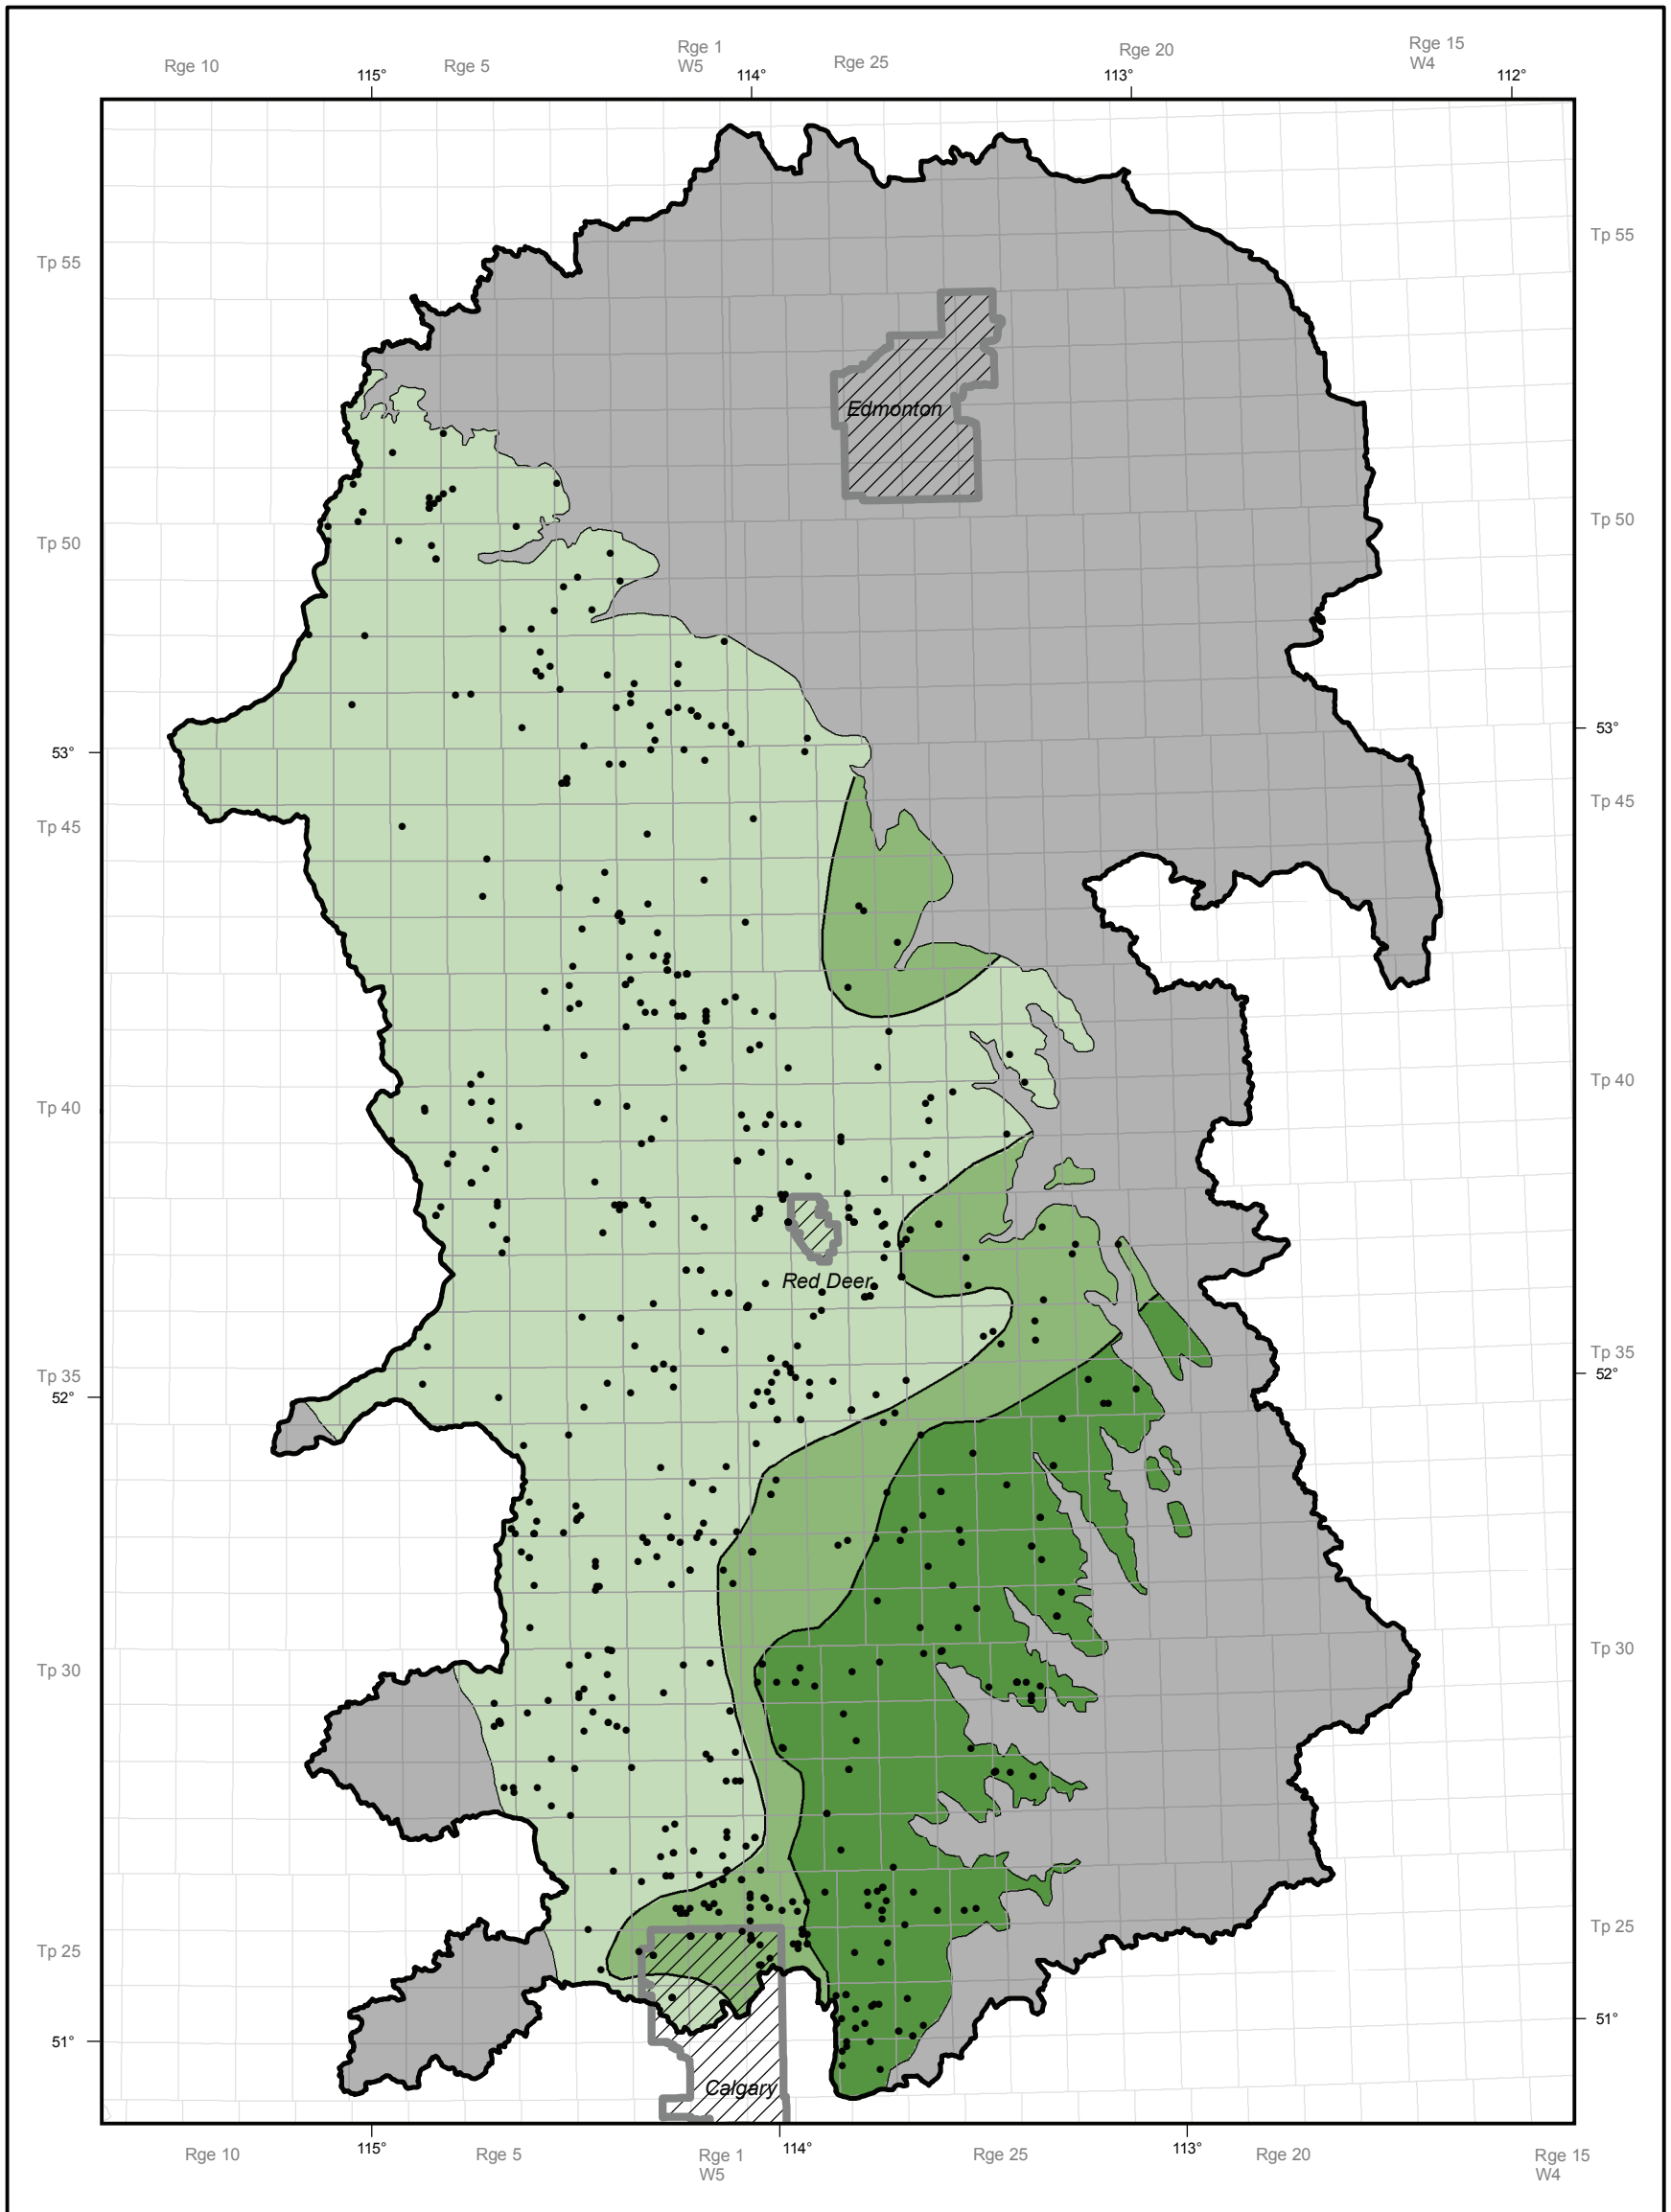 Rge 10
Rge 5
Rge 1
W5
Rge 25
Rge 20
Rge 15
W4
115°
114°
113°
112°
Tp 55
Tp 55
Edmonton
Tp 50
Tp 50
53°
53°
Tp 45
Tp 45
Tp 40
Tp 40
Red Deer
Tp 35
Tp 35
52°
52°
Tp 30
Tp 30
Tp 25
Tp 25
51°
51°
Calgary
115°
114°
113°
Rge 10
Rge 5
Rge 1
W5
Rge 25
Rge 20
Rge 15
W4